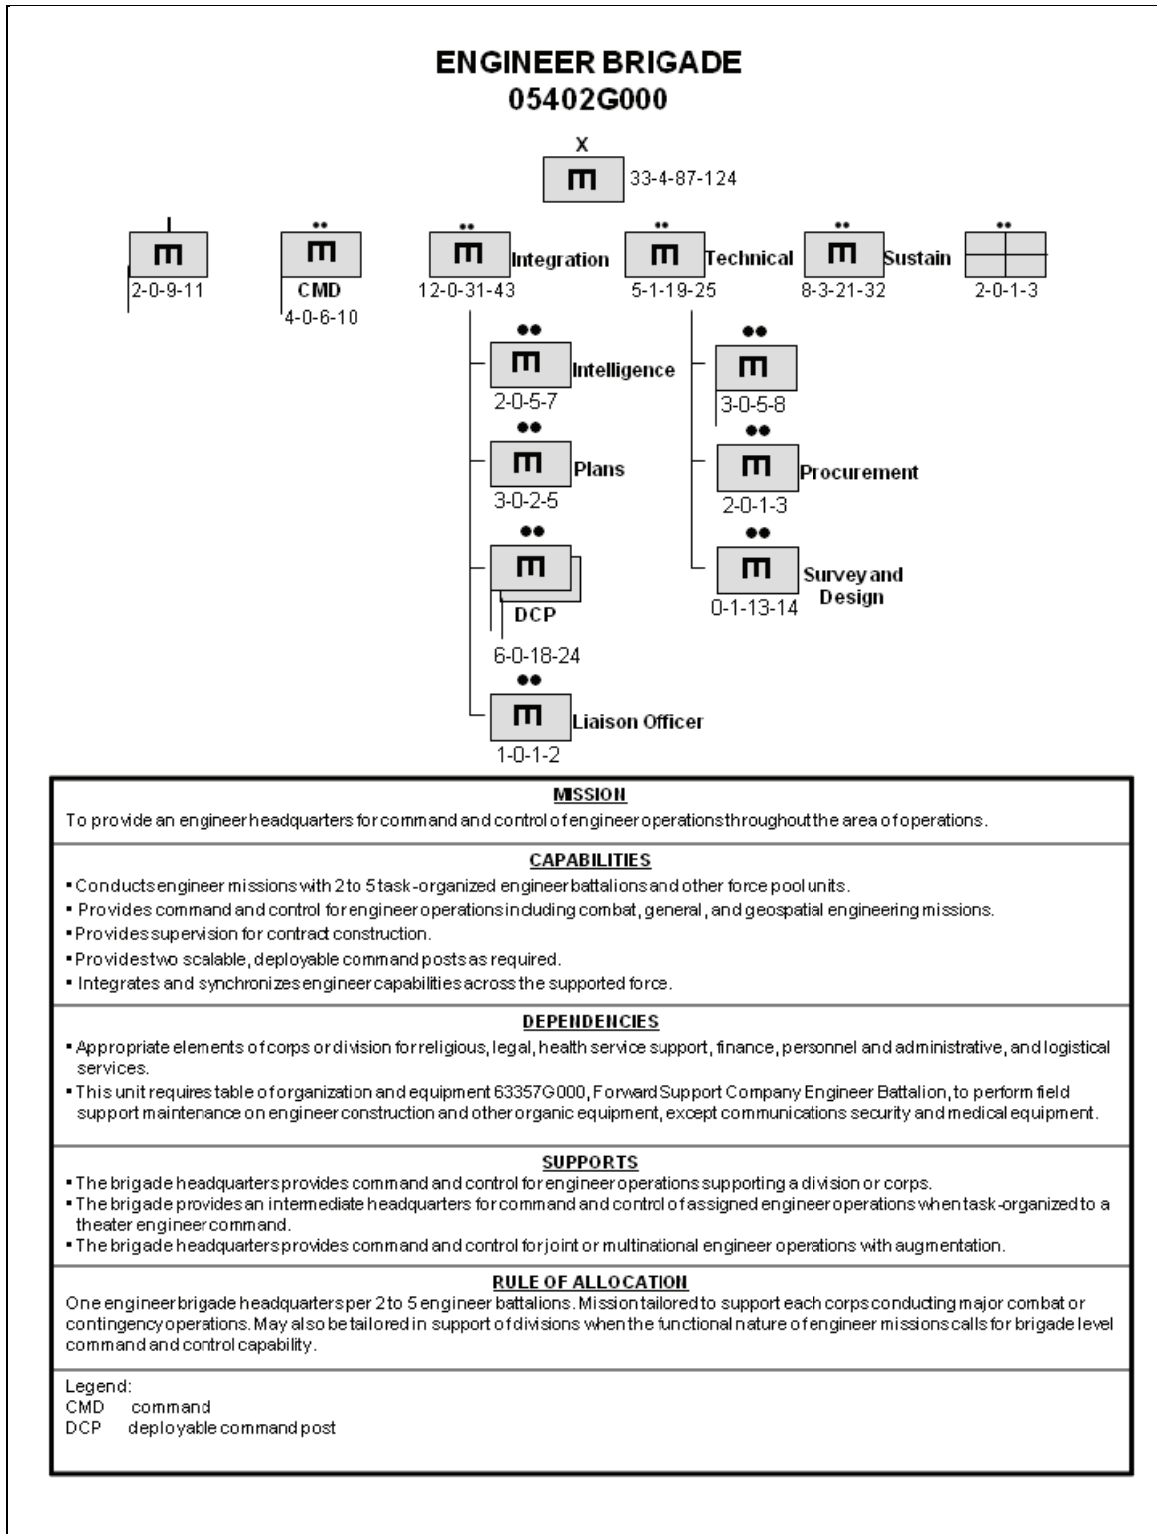 ENGINEER BRIGADE
05402G000
X
33-4-87-124
Integration
Technical
Sustain
2-0-9-11
CMD
4-0-6-10
12-0-31-43
5-1-19-25
8-3-21-32
2-0-1-3
Intelligence
2-0-5-7
3-0-5-8
Plans
3-0-2-5
Procurement
2-0-1-3
DCP
6-0-18-24
Survey and
Design
0-1-13-14
Liaison Officer
1-0-1-2
MISSION
To provide an engineer headquarters for command and control of engineer operations throughout the area of operations.
CAPABILITIES
▪ Conducts engineer missions with 2 to 5 task-organized engineer battalions and other force pool units.
▪ Provides command and control for engineer operations including combat, general, and geospatial engineering missions.
▪ Provides supervision for contract construction.
▪ Provides two scalable, deployable command posts as required.
▪ Integrates and synchronizes engineer capabilities across the supported force.
DEPENDENCIES
▪ Appropriate elements of corps or division for religious, legal, health service support, finance, personnel and administrative, and logistical
services.
▪ This unit requires table of organization and equipment 63357G000, Forward Support Company Engineer Battalion, to perform field
support maintenance on engineer construction and other organic equipment, except communications security and medical equipment.
SUPPORTS
▪ The brigade headquarters provides command and control for engineer operations supporting a division or corps.
▪ The brigade provides an intermediate headquarters for command and control of assigned engineer operations when task-organized to a
theater engineer command.
▪ The brigade headquarters provides command and control for joint or multinational engineer operations with augmentation.
RULE OF ALLOCATION
One engineer brigade headquarters per 2 to 5 engineer battalions. Mission tailored to support each corps conducting major combat or
contingency operations. May also be tailored in support of divisions when the functional nature of engineer missions calls for brigade level
command and control capability.
Legend:
CMD command
DCP deployable command post